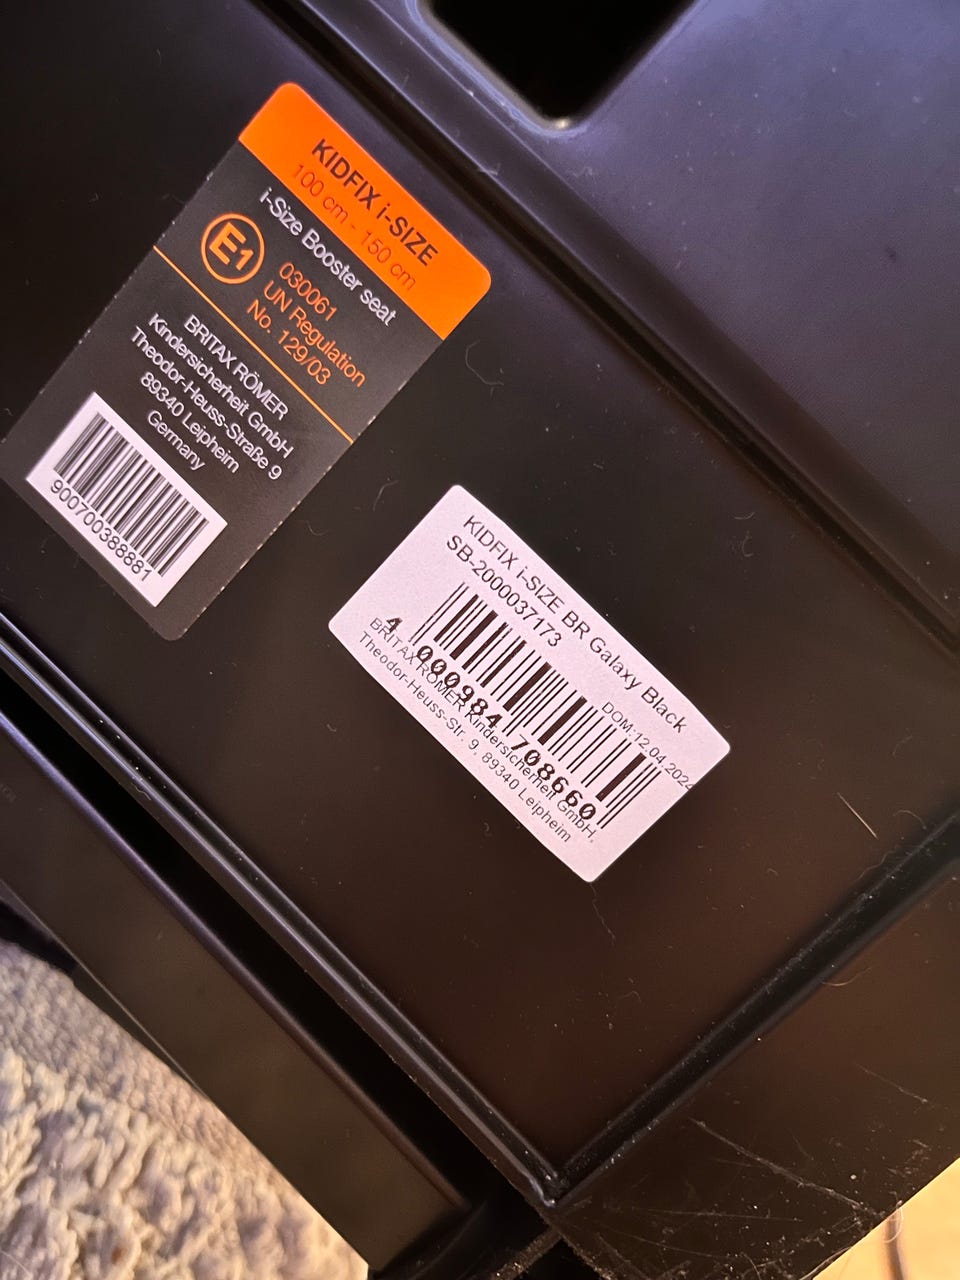 KIDFIX i-SIZE
100 cm - 150 cm
i-Size Booster seat
E1
030061
UN Regulation
No. 129/03
BRITAX RÖMER
Kindersicherheit GmbH
Theodor-Heuss-Straße 9
89340 Leipheim
Germany
90070038881
KIDFIX i-SIZE BR Galaxy Black
SB-2000037173
DOM:12.04.2024
4 000984 708660
BRITAX RÖMER Kindersicherheit GmbH,
Theodor-Heuss-Str. 9, 89340 Leipheim